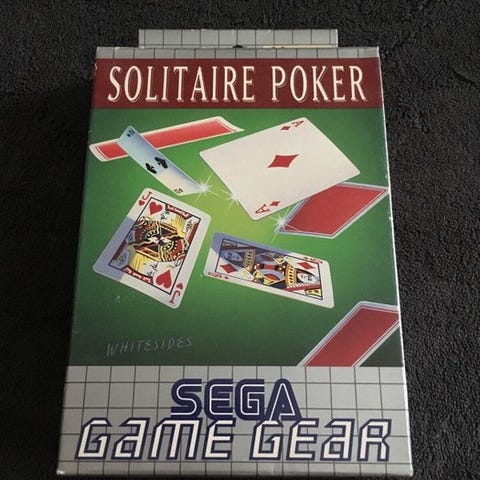 SOLITAIRE POKER
A
A
J
J
WHITESIDES
SEGA
GAME GEAR